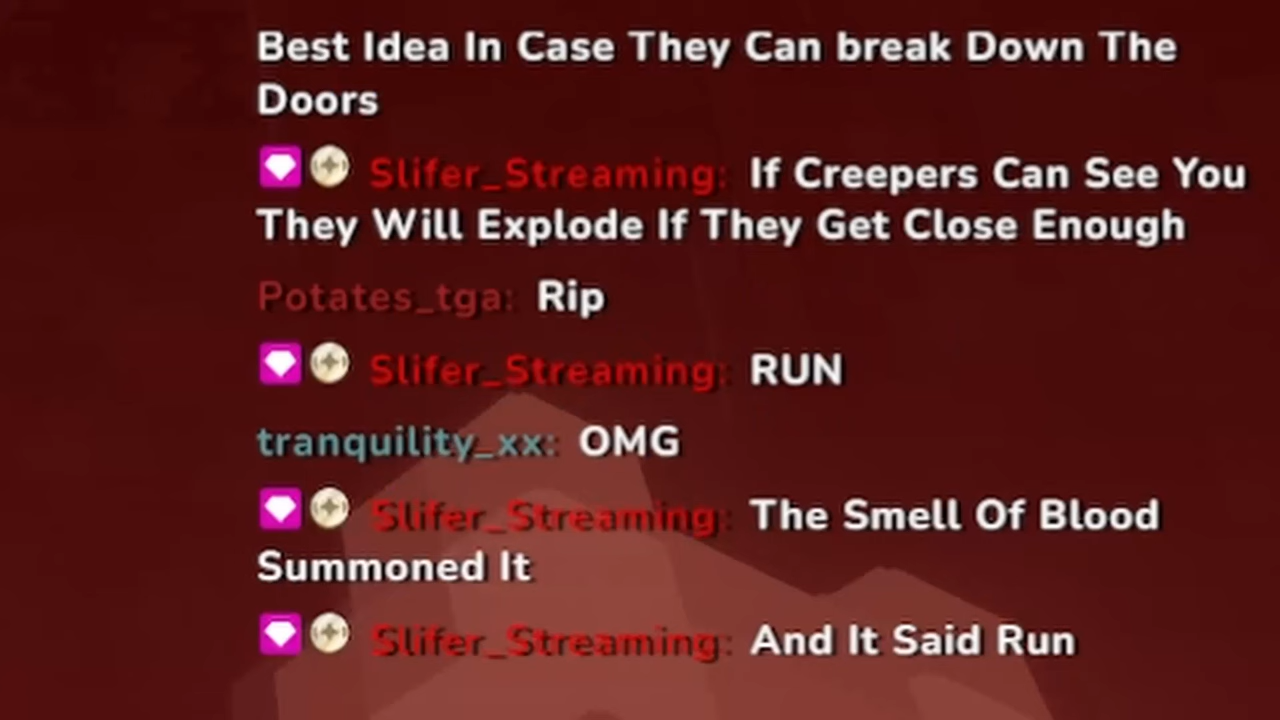 Best Idea In Case They Can break Down The
Doors
Slifer_Streaming: If Creepers Can See You
They Will Explode If They Get Close Enough
Potates_tga: Rip
Slifer_Streaming: RUN
tranquility_xx: OMG
Slifer_Streaming: The Smell Of Blood
Summoned It
Slifer_Streaming: And It Said Run